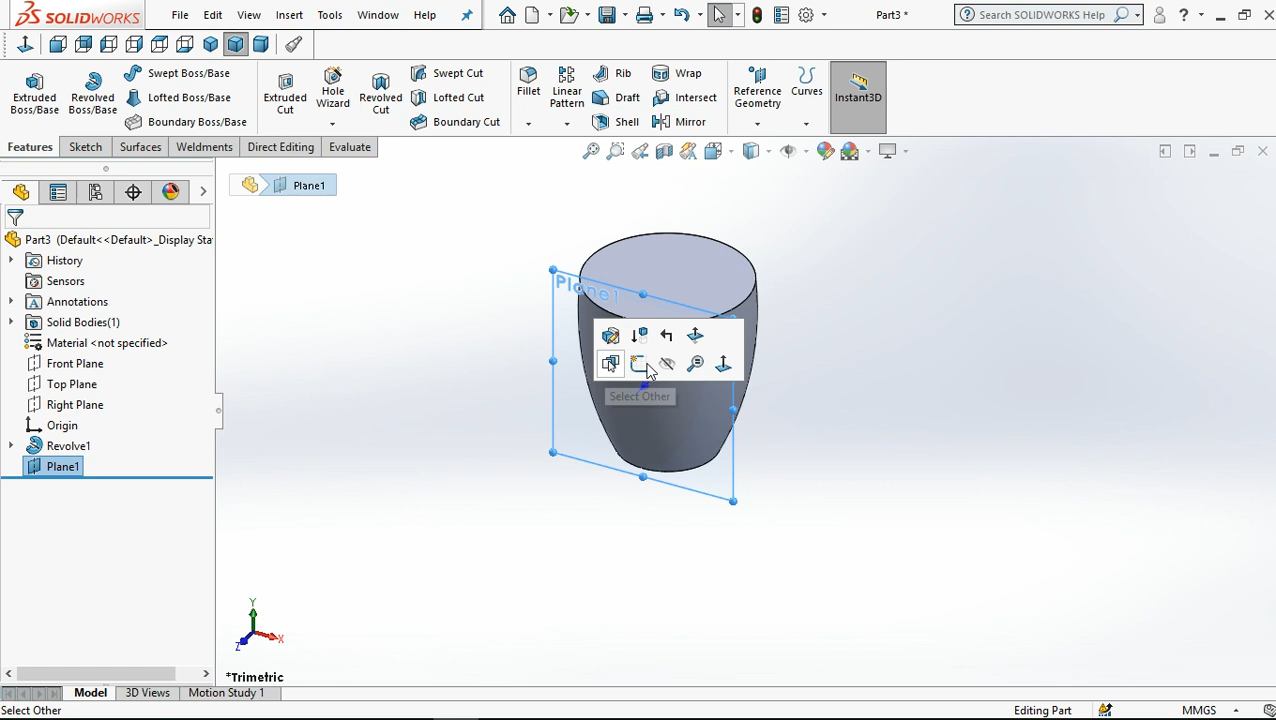 SOLIDWORKS File Edit View Insert Tools Window Help Part3 * Search SOLIDWORKS Help ?
Extruded Boss/Base
Revolved Boss/Base
Swept Boss/Base
Lofted Boss/Base
Boundary Boss/Base
Extruded Cut
Hole Wizard
Revolved Cut
Swept Cut
Lofted Cut
Boundary Cut
Fillet
Linear Pattern
Rib
Draft
Shell
Wrap
Intersect
Mirror
Reference Geometry
Curves
Instant3D
Features Sketch Surfaces Weldments Direct Editing Evaluate
Plane1
Part3 (Default<<Default>_Display Sta
History
Sensors
Annotations
Solid Bodies(1)
Material <not specified>
Front Plane
Top Plane
Right Plane
Origin
Revolve1
Plane1
Plane1
Select Other
Y
X
Z
*Trimetric
Model 3D Views Motion Study 1
Select Other Editing Part MMGS